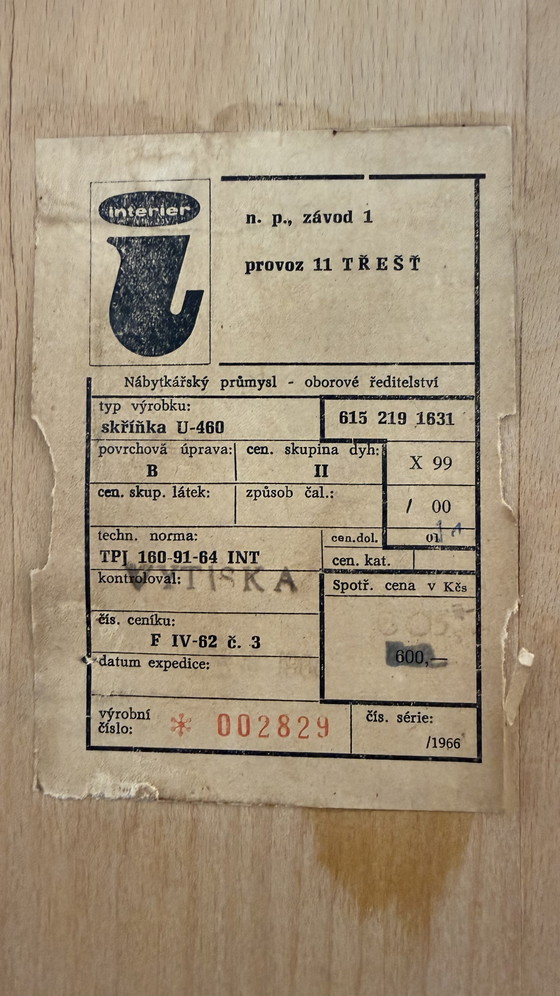 interier
n. p., závod 1
provoz 11 TŘEŠŤ
Nábytkářský průmysl - oborové ředitelství
typ výrobku:
skříňka U-460
615 219 1631
povrchová úprava:
B
cen. skupina dyh:
II
X 99
cen. skup. látek:
způsob čal.:
/ 00
techn. norma:
TPJ 160-91-64 INT
cen.dol.
01
cen. kat.
kontroloval:
VYTISKA
Spotř. cena v Kčs
čís. ceníku:
F IV-62 č. 3
600,—
datum expedice:
výrobní
číslo:
* 002829
čís. série:
/1966